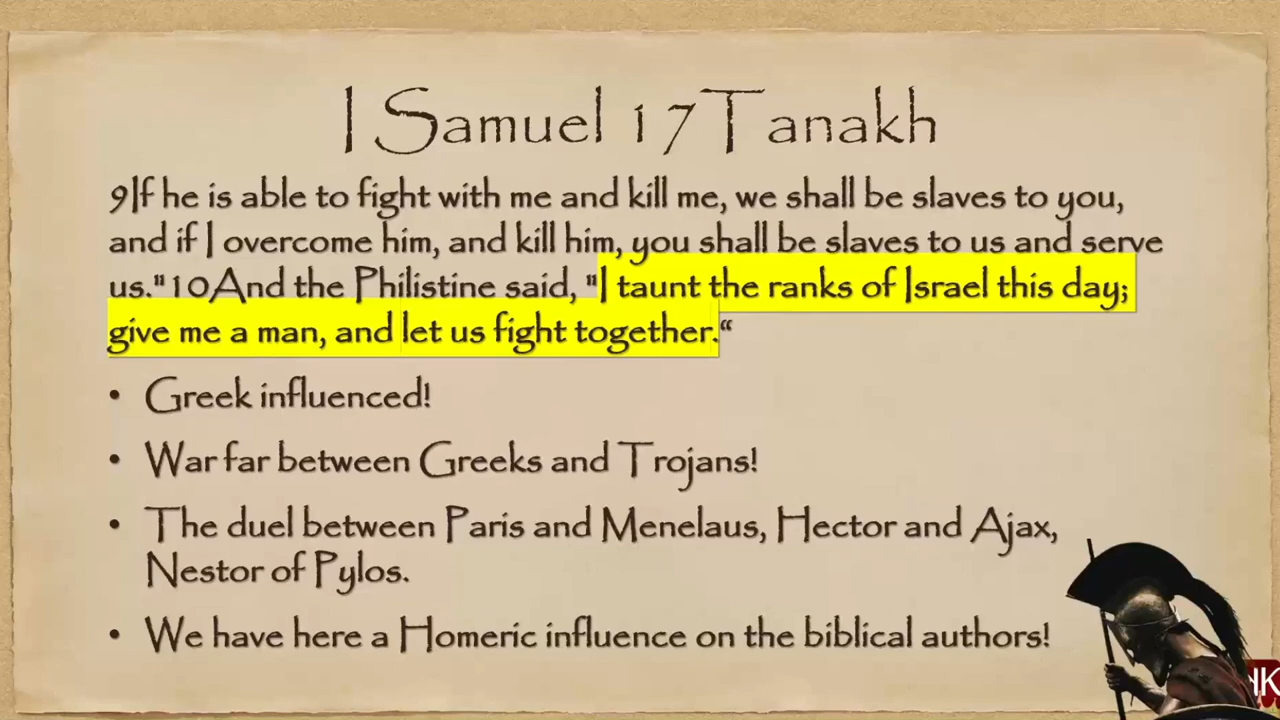 I Samuel 17 Tanakh
9If he is able to fight with me and kill me, we shall be slaves to you,
and if I overcome him, and kill him, you shall be slaves to us and serve
us."10And the Philistine said, "I taunt the ranks of Israel this day;
give me a man, and let us fight together.“
• Greek influenced!
• War far between Greeks and Trojans!
• The duel between Paris and Menelaus, Hector and Ajax,
Nestor of Pylos.
• We have here a Homeric influence on the biblical authors!